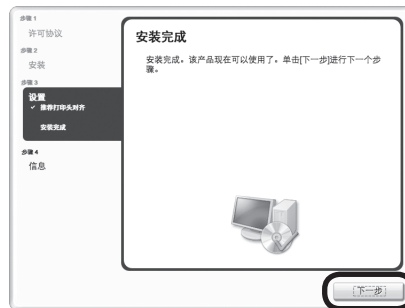 步骤 1
许可协议
步骤 2
安装
步骤 3
设置
✓ 推荐打印头对齐
安装完成
步骤 4
信息
安装完成
安装完成。该产品现在可以使用了。单击[下一步]进行下一个步
骤。
[下一步]